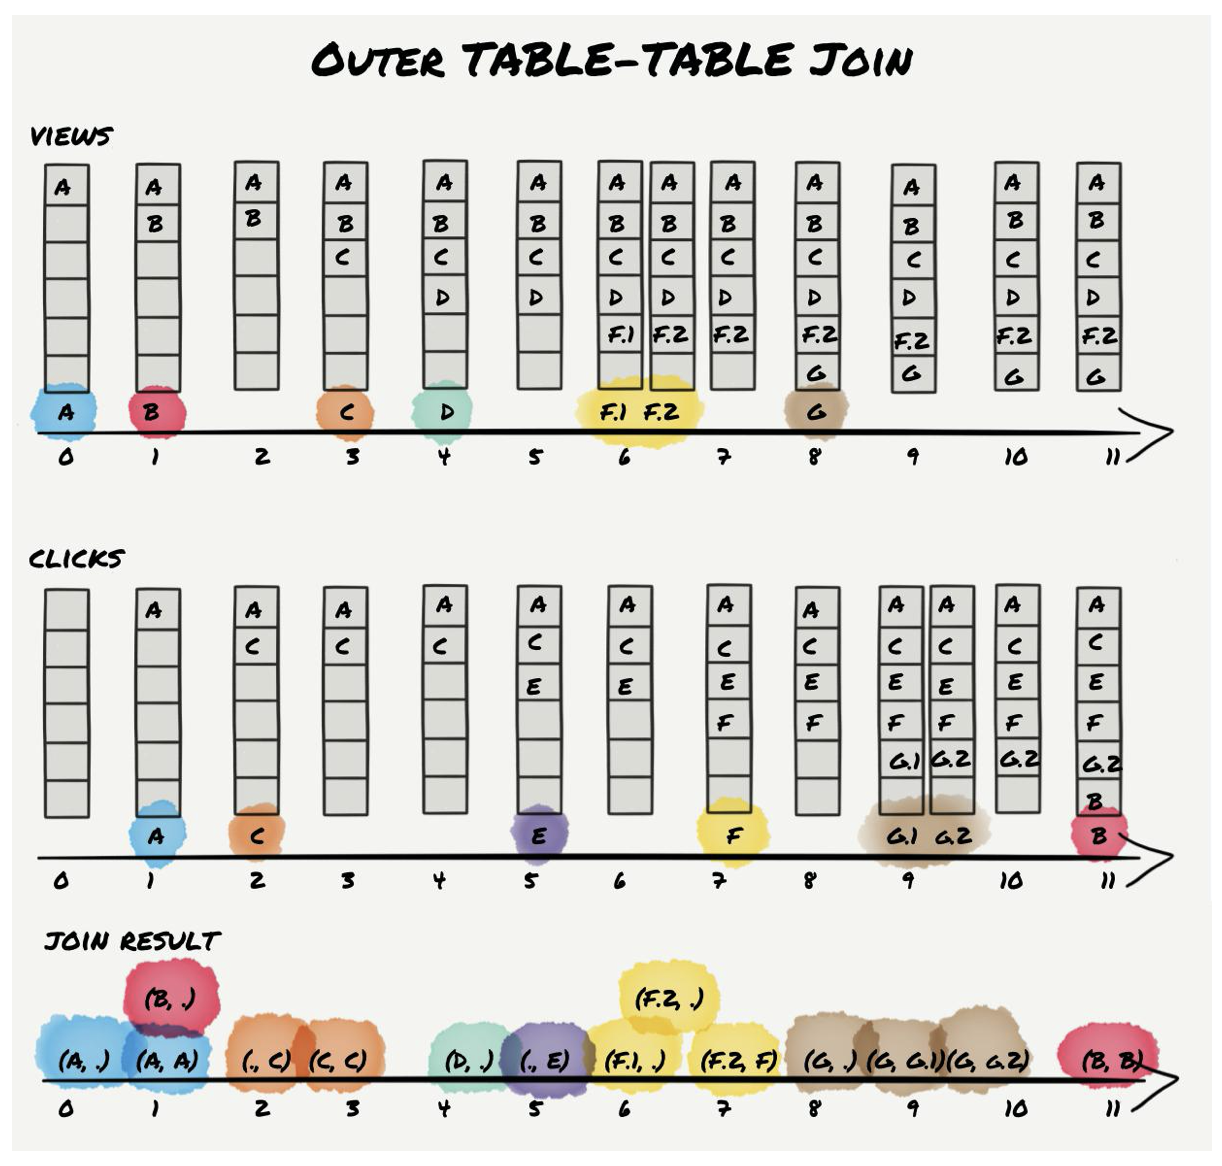 OUTER TABLE-TABLE JOIN
VIEWS
A A A A A A A A A A A A A
B B B B B B B B B B B B
C C C C C C C C C C
D D D D D D D D D
F.1 F.2 F.2 F.2 F.2 F.2 F.2
G G G G
A B C D F.1 F.2 G
0 1 2 3 4 5 6 7 8 9 10 11
CLICKS
A A A A A A A A A A A A
C C C C C C C C C C C
E E E E E E E E
F F F F F F
G.1 G.2 G.2 G.2
B
A C E F G.1 G.2 B
0 1 2 3 4 5 6 7 8 9 10 11
JOIN RESULT
(B, .) (F.2, .)
(A, .) (A, A) (., C) (C, C) (D, .) (., E) (F.1, .) (F.2, F) (G, .) (G, G.1) (G, G.2) (B, B)
0 1 2 3 4 5 6 7 8 9 10 11